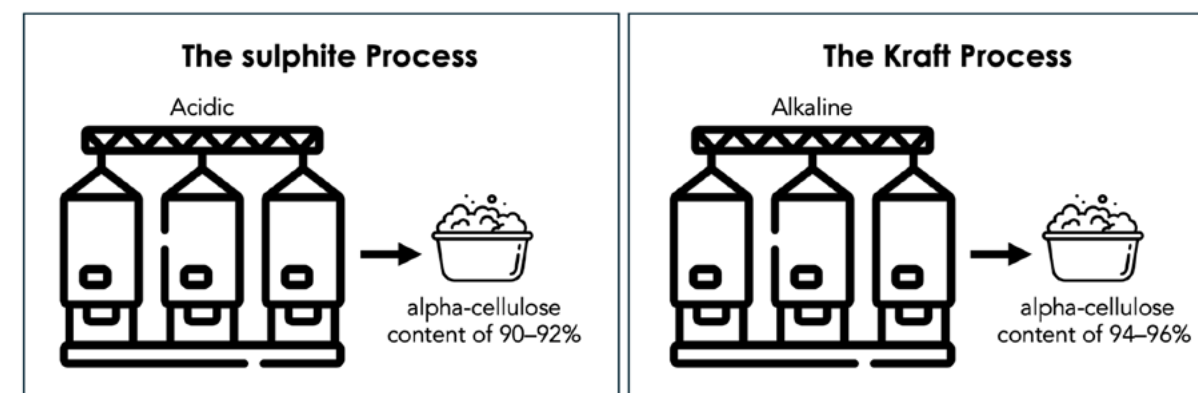 The sulphite Process
Acidic
alpha-cellulose
content of 90–92%
The Kraft Process
Alkaline
alpha-cellulose
content of 94–96%